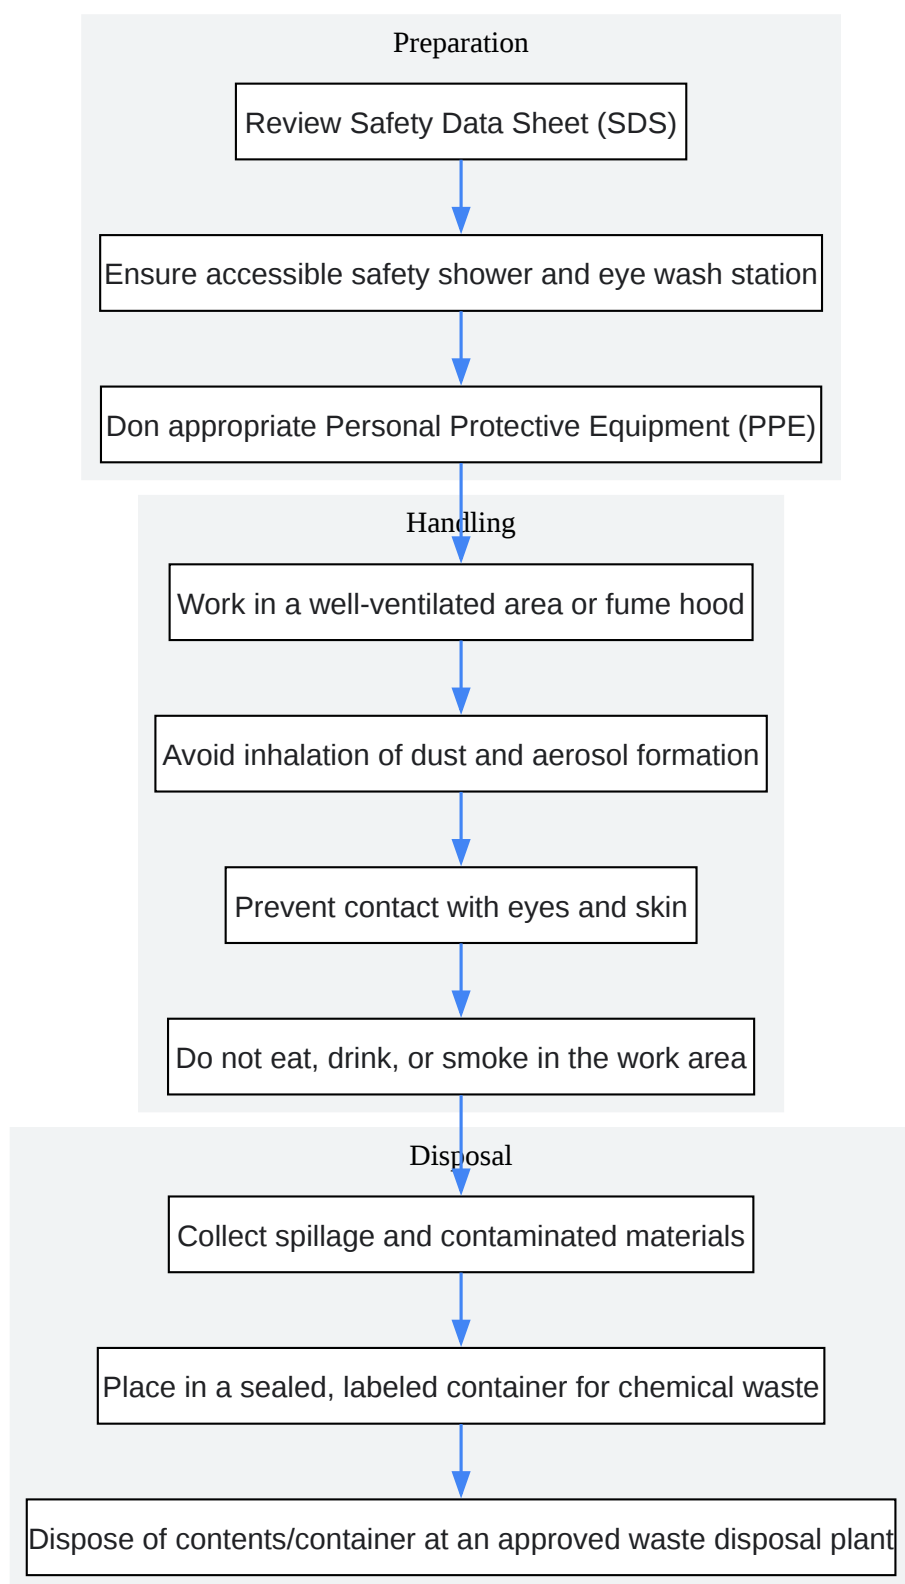 Preparation
Review Safety Data Sheet (SDS)
Ensure accessible safety shower and eye wash station
Don appropriate Personal Protective Equipment (PPE)
Handling
Work in a well-ventilated area or fume hood
Avoid inhalation of dust and aerosol formation
Prevent contact with eyes and skin
Do not eat, drink, or smoke in the work area
Disposal
Collect spillage and contaminated materials
Place in a sealed, labeled container for chemical waste
Dispose of contents/container at an approved waste disposal plant